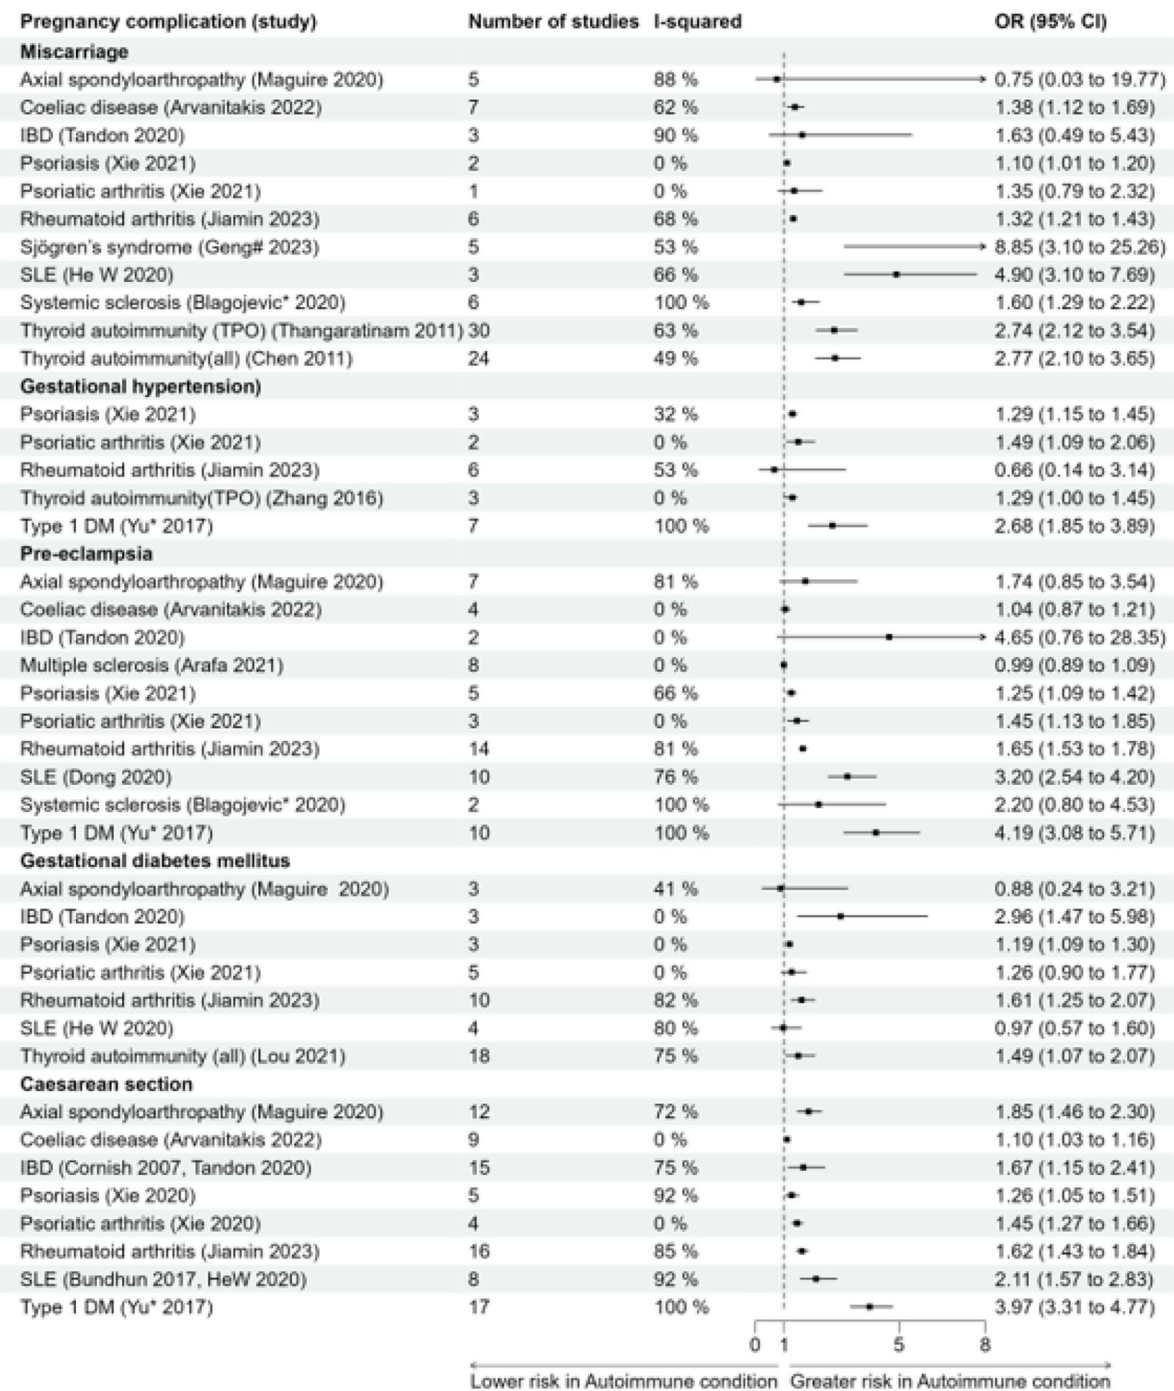 Pregnancy complication (study) Number of studies I-squared OR (95% CI)
Miscarriage
Axial spondyloarthropathy (Maguire 2020) 5 88 % 0.75 (0.03 to 19.77)
Coeliac disease (Arvanitakis 2022) 7 62 % 1.38 (1.12 to 1.69)
IBD (Tandon 2020) 3 90 % 1.63 (0.49 to 5.43)
Psoriasis (Xie 2021) 2 0 % 1.10 (1.01 to 1.20)
Psoriatic arthritis (Xie 2021) 1 0 % 1.35 (0.79 to 2.32)
Rheumatoid arthritis (Jiamin 2023) 6 68 % 1.32 (1.21 to 1.43)
Sjögren's syndrome (Geng# 2023) 5 53 % 8.85 (3.10 to 25.26)
SLE (He W 2020) 3 66 % 4.90 (3.10 to 7.69)
Systemic sclerosis (Blagojevic* 2020) 6 100 % 1.60 (1.29 to 2.22)
Thyroid autoimmunity (TPO) (Thangaratinam 2011) 30 63 % 2.74 (2.12 to 3.54)
Thyroid autoimmunity(all) (Chen 2011) 24 49 % 2.77 (2.10 to 3.65)
Gestational hypertension)
Psoriasis (Xie 2021) 3 32 % 1.29 (1.15 to 1.45)
Psoriatic arthritis (Xie 2021) 2 0 % 1.49 (1.09 to 2.06)
Rheumatoid arthritis (Jiamin 2023) 6 53 % 0.66 (0.14 to 3.14)
Thyroid autoimmunity(TPO) (Zhang 2016) 3 0 % 1.29 (1.00 to 1.45)
Type 1 DM (Yu* 2017) 7 100 % 2.68 (1.85 to 3.89)
Pre-eclampsia
Axial spondyloarthropathy (Maguire 2020) 7 81 % 1.74 (0.85 to 3.54)
Coeliac disease (Arvanitakis 2022) 4 0 % 1.04 (0.87 to 1.21)
IBD (Tandon 2020) 2 0 % 4.65 (0.76 to 28.35)
Multiple sclerosis (Arafa 2021) 8 0 % 0.99 (0.89 to 1.09)
Psoriasis (Xie 2021) 5 66 % 1.25 (1.09 to 1.42)
Psoriatic arthritis (Xie 2021) 3 0 % 1.45 (1.13 to 1.85)
Rheumatoid arthritis (Jiamin 2023) 14 81 % 1.65 (1.53 to 1.78)
SLE (Dong 2020) 10 76 % 3.20 (2.54 to 4.20)
Systemic sclerosis (Blagojevic* 2020) 2 100 % 2.20 (0.80 to 4.53)
Type 1 DM (Yu* 2017) 10 100 % 4.19 (3.08 to 5.71)
Gestational diabetes mellitus
Axial spondyloarthropathy (Maguire 2020) 3 41 % 0.88 (0.24 to 3.21)
IBD (Tandon 2020) 3 0 % 2.96 (1.47 to 5.98)
Psoriasis (Xie 2021) 3 0 % 1.19 (1.09 to 1.30)
Psoriatic arthritis (Xie 2021) 5 0 % 1.26 (0.90 to 1.77)
Rheumatoid arthritis (Jiamin 2023) 10 82 % 1.61 (1.25 to 2.07)
SLE (He W 2020) 4 80 % 0.97 (0.57 to 1.60)
Thyroid autoimmunity (all) (Lou 2021) 18 75 % 1.49 (1.07 to 2.07)
Caesarean section
Axial spondyloarthropathy (Maguire 2020) 12 72 % 1.85 (1.46 to 2.30)
Coeliac disease (Arvanitakis 2022) 9 0 % 1.10 (1.03 to 1.16)
IBD (Cornish 2007, Tandon 2020) 15 75 % 1.67 (1.15 to 2.41)
Psoriasis (Xie 2020) 5 92 % 1.26 (1.05 to 1.51)
Psoriatic arthritis (Xie 2020) 4 0 % 1.45 (1.27 to 1.66)
Rheumatoid arthritis (Jiamin 2023) 16 85 % 1.62 (1.43 to 1.84)
SLE (Bundhun 2017, HeW 2020) 8 92 % 2.11 (1.57 to 2.83)
Type 1 DM (Yu* 2017) 17 100 % 3.97 (3.31 to 4.77)
0 1 5 8
Lower risk in Autoimmune condition Greater risk in Autoimmune condition